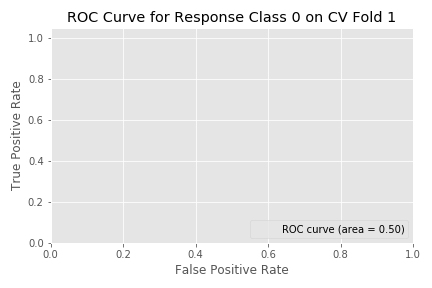 ROC Curve for Response Class 0 on CV Fold 1
1.0
0.8
0.6
0.4
0.2
0.0
True Positive Rate
ROC curve (area = 0.50)
0.0 0.2 0.4 0.6 0.8 1.0
False Positive Rate